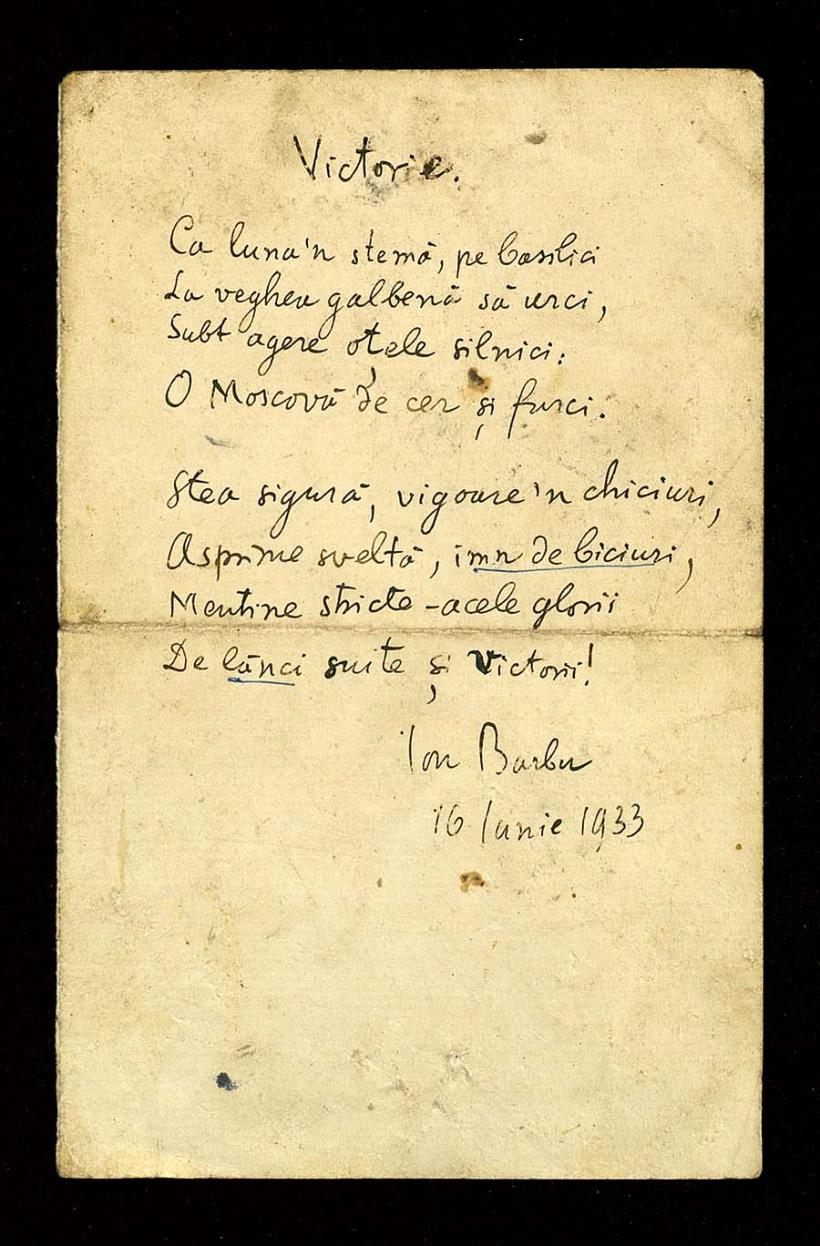 Victorie.
Ca luna'n stemă, pe basilici
La veghea galbenă să urci,
Subt agere oțele silnici:
O Moscovă de cer și furci.
Stea sigură, vigoare'n chiciuri,
Asprime sveltă, imn de biciuri,
Mentine stricte-acele glorii
De lănci suite și Victorii!
Ion Barbu
16 Iunie 1933